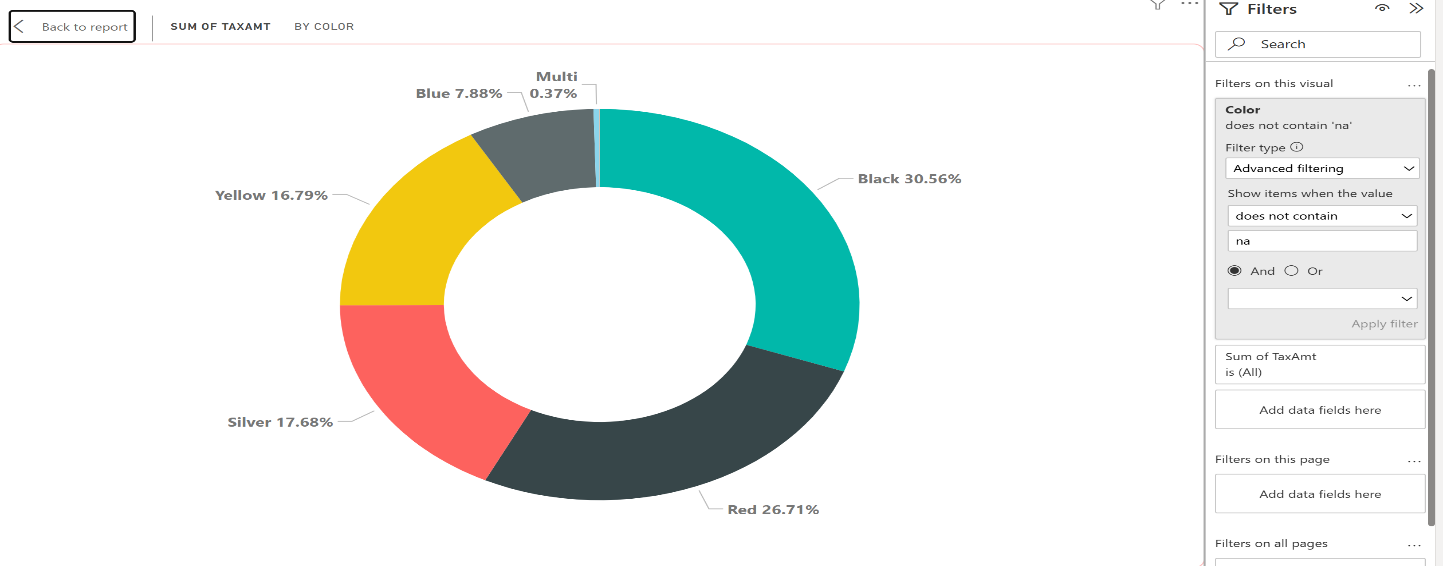 Back to report
SUM OF TAXAMT BY COLOR
...
Multi
0.37%
Blue 7.88%
Yellow 16.79%
Black 30.56%
Silver 17.68%
Red 26.71%
Filters
Search
Filters on this visual ...
Color
does not contain 'na'
Filter type
Advanced filtering
Show items when the value
does not contain
na
And Or
Apply filter
Sum of TaxAmt
is (All)
Add data fields here
Filters on this page ...
Add data fields here
Filters on all pages ...